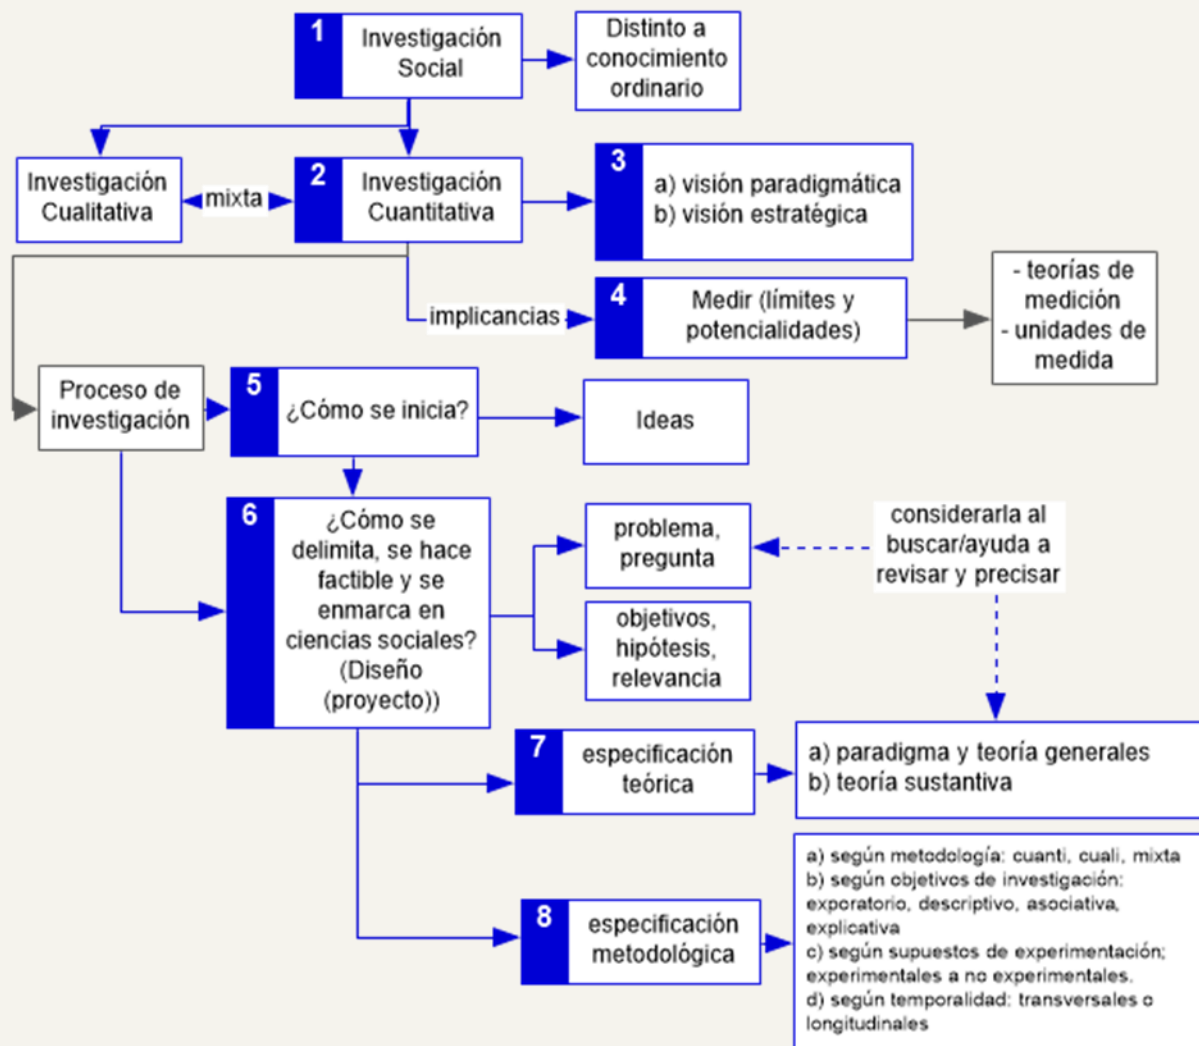 1
Investigación
Social
Distinto a
conocimiento
ordinario
Investigación
Cualitativa
mixta
2
Investigación
Cuantitativa
3
a) visión paradigmática
b) visión estratégica
implicancias
4
Medir (límites y
potencialidades)
- teorías de
medición
- unidades de
medida
Proceso de
investigación
5
¿Cómo se inicia?
Ideas
6
¿Cómo se
delimita, se hace
factible y se
enmarca en
ciencias sociales?
(Diseño
(proyecto))
problema,
pregunta
considerarla al
buscar/ayuda a
revisar y precisar
objetivos,
hipótesis,
relevancia
7
especificación
teórica
a) paradigma y teoría generales
b) teoría sustantiva
8
especificación
metodológica
a) según metodología: cuanti, cuali, mixta
b) según objetivos de investigación:
exporatorio, descriptivo, asociativa,
explicativa
c) según supuestos de experimentación;
experimentales a no experimentales.
d) según temporalidad: transversales o
longitudinales